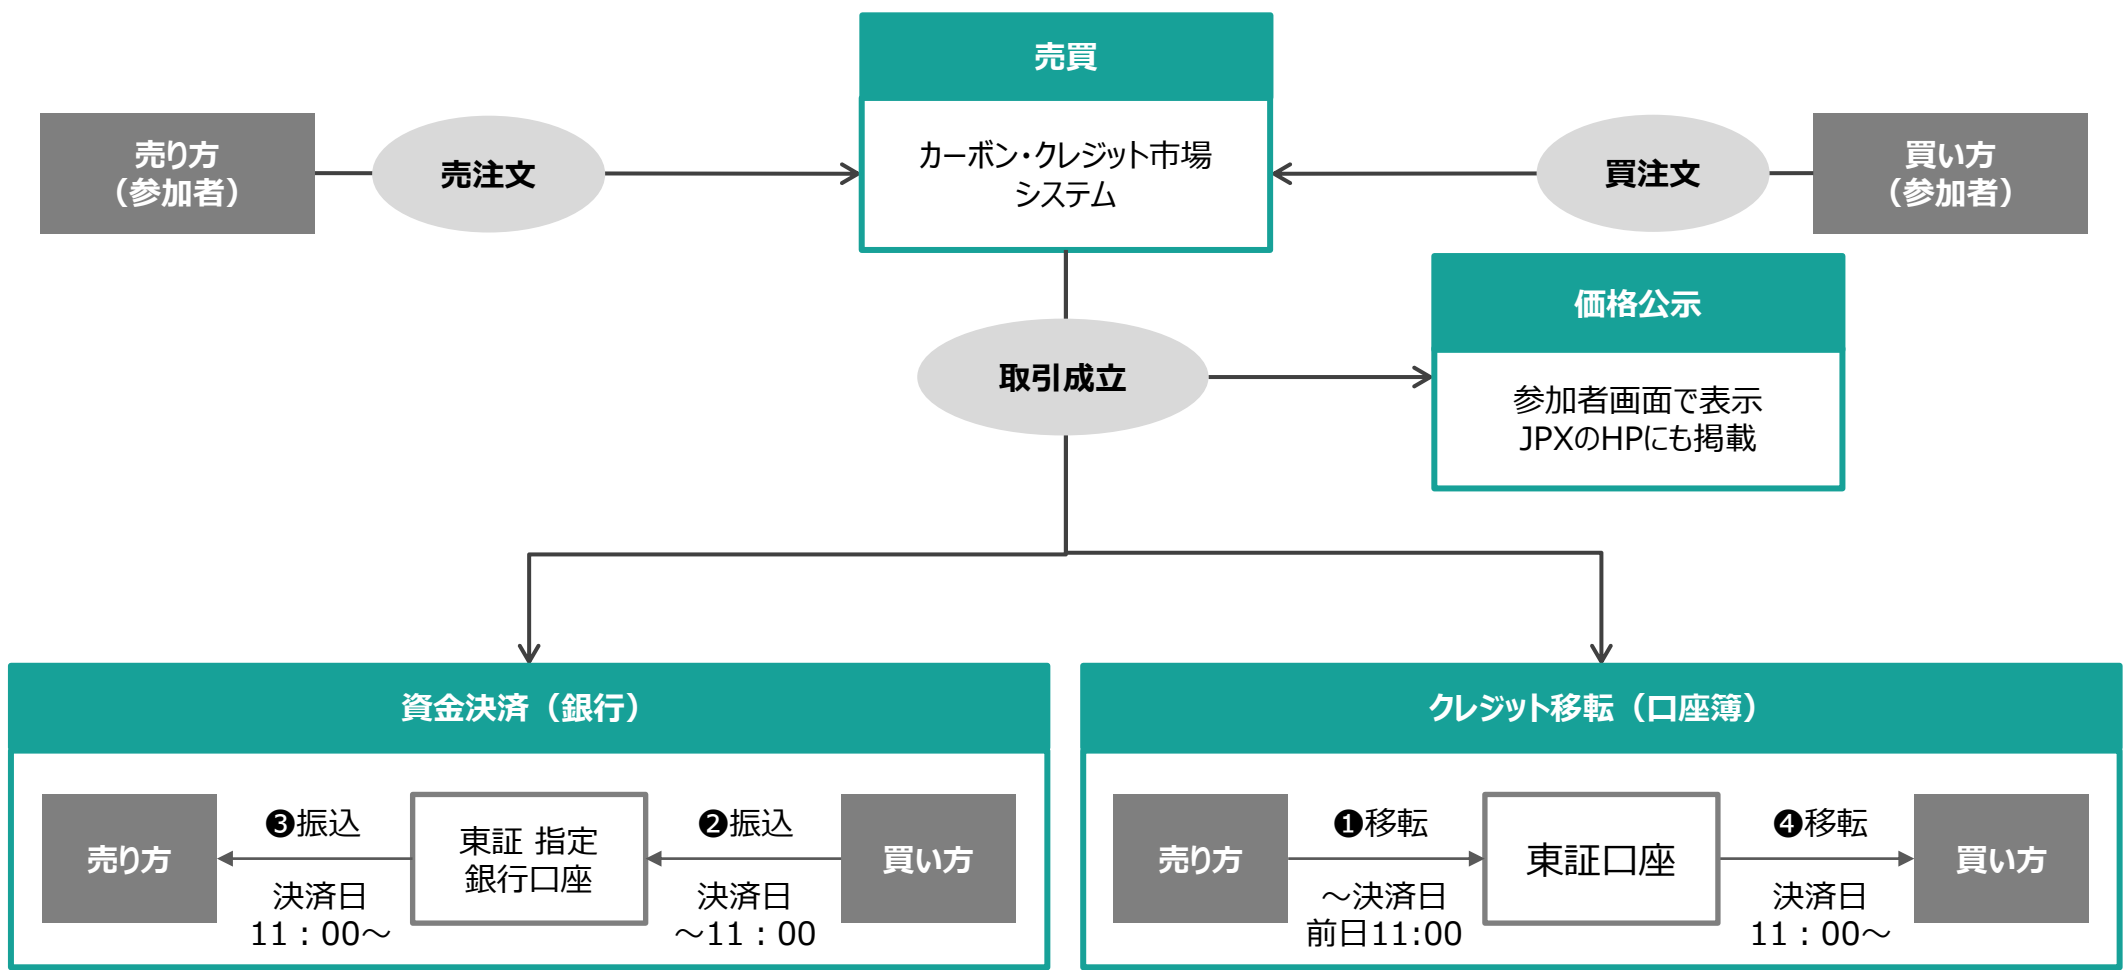 売買
カーボン・クレジット市場
システム
売り方
（参加者）
売注文
買注文
買い方
（参加者）
取引成立
価格公示
参加者画面で表示
JPXのHPにも掲載
資金決済（銀行）
売り方
❸振込
決済日
11：00～
東証 指定
銀行口座
❷振込
決済日
～11：00
買い方
クレジット移転（口座簿）
売り方
❶移転
～決済日
前日11:00
東証口座
❹移転
決済日
11：00～
買い方